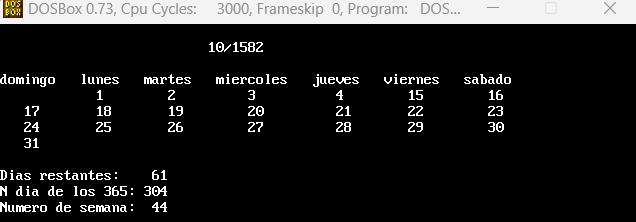 DOS BOX DOSBox 0.73, Cpu Cycles: 3000, Frameskip 0, Program: DOS...
10/1582
domingo lunes martes miercoles jueves viernes sabado
1 2 3 4 15 16
17 18 19 20 21 22 23
24 25 26 27 28 29 30
31
Dias restantes: 61
N dia de los 365: 304
Numero de semana: 44